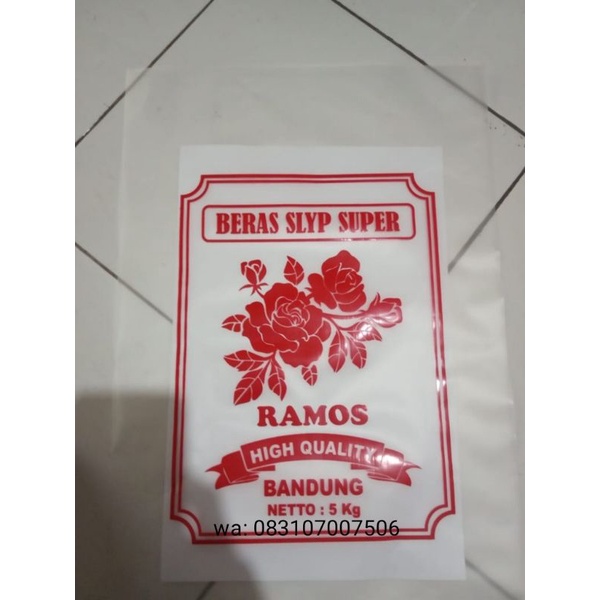 BERAS SLYP SUPER
RAMOS
HIGH QUALITY
BANDUNG
NETTO : 5 Kg
wa: 083107007506